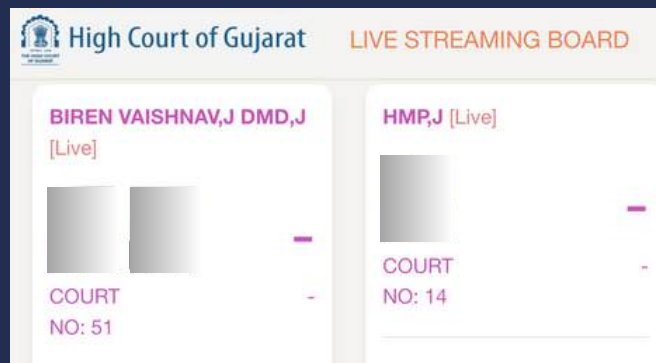 High Court of Gujarat
LIVE STREAMING BOARD
BIREN VAISHNAV,J DMD,J
[Live]
–
COURT -
NO: 51
HMP,J [Live]
–
COURT -
NO: 14